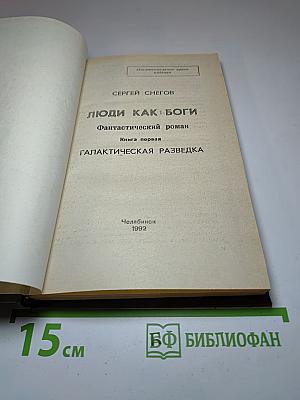 СЕРГЕЙ СНЕГОВ
ЛЮДИ КАК БОГИ
Фантастический роман
Книга первая
ГАЛАКТИЧЕСКАЯ РАЗВЕДКА
Челябинск
1992
15 см
БФ БИБЛИОФАН